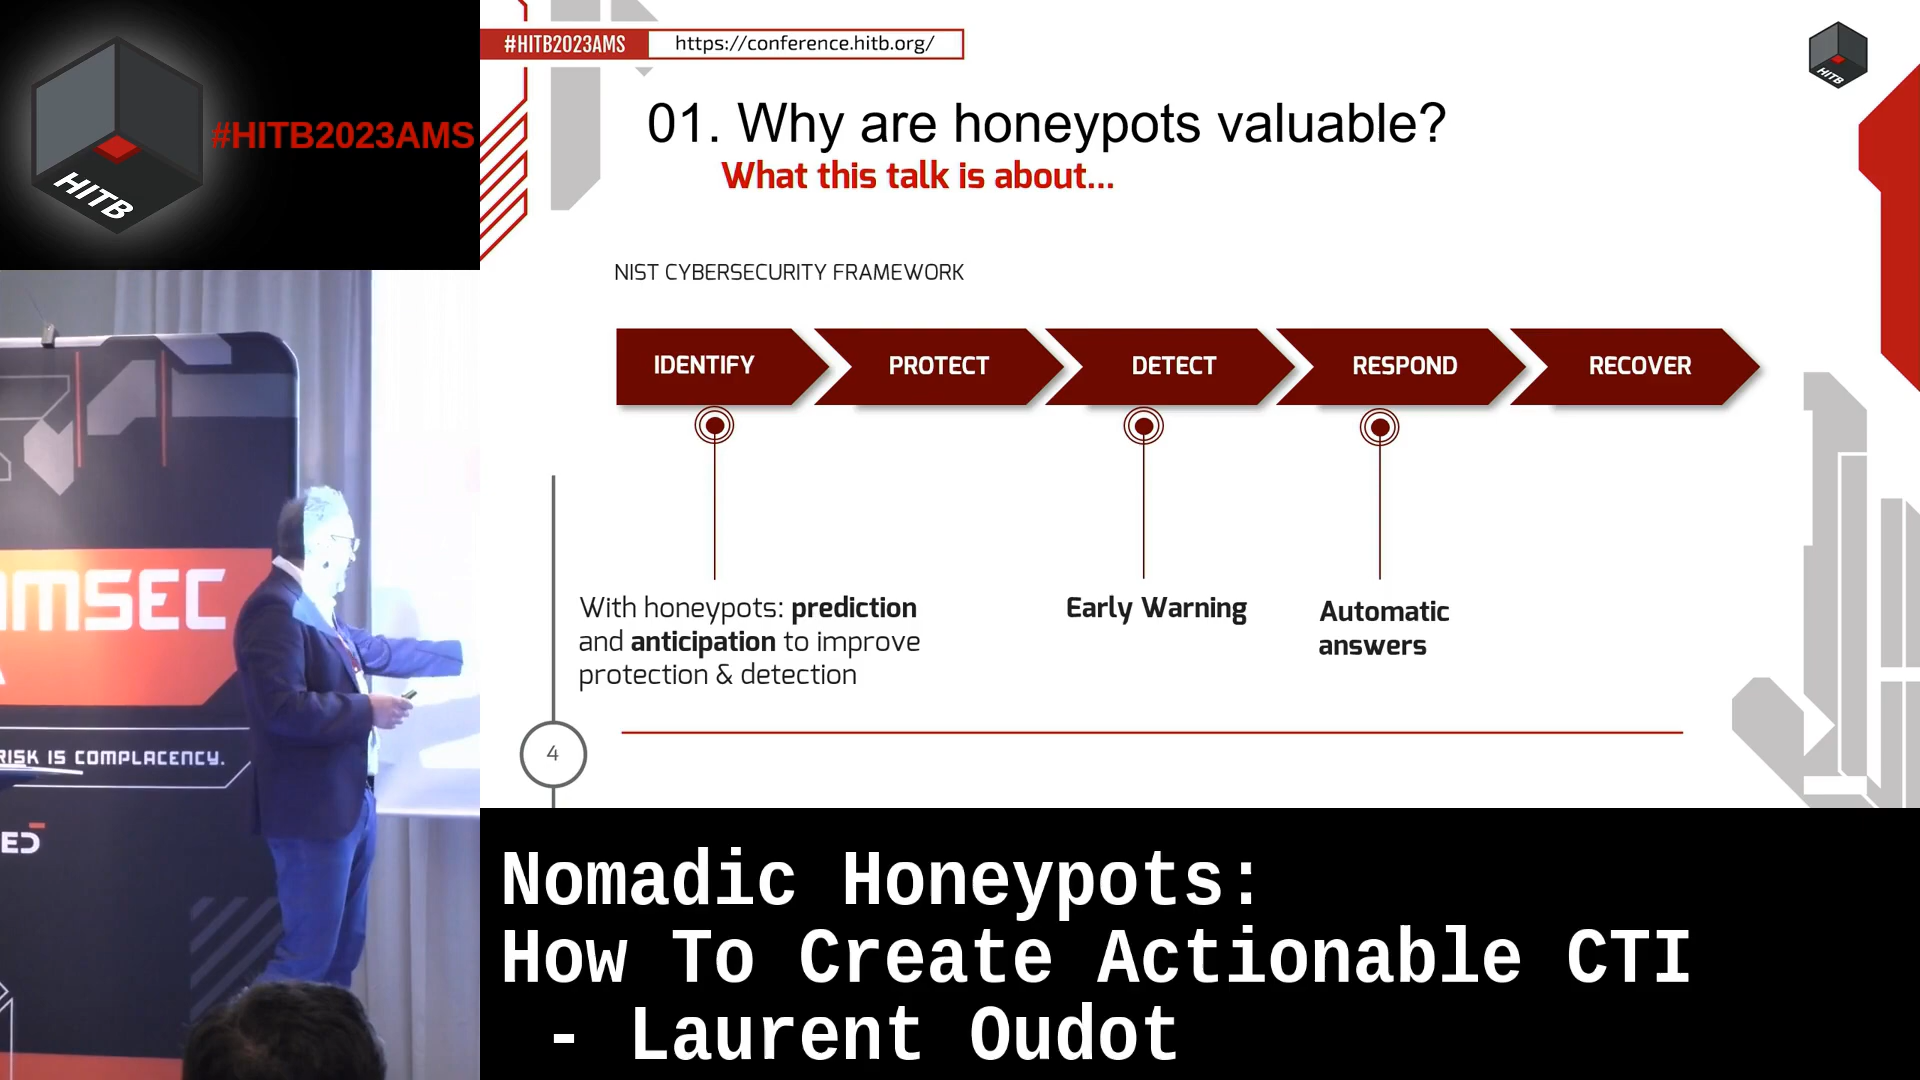 HITB
#HITB2023AMS
#HITB2023AMS
https://conference.hitb.org/
HITB
01. Why are honeypots valuable?
What this talk is about...
NIST CYBERSECURITY FRAMEWORK
IDENTIFY
PROTECT
DETECT
RESPOND
RECOVER
With honeypots: prediction
and anticipation to improve
protection & detection
Early Warning
Automatic
answers
4
RISK IS COMPLACENCY.
Nomadic Honeypots:
How To Create Actionable CTI
- Laurent Oudot